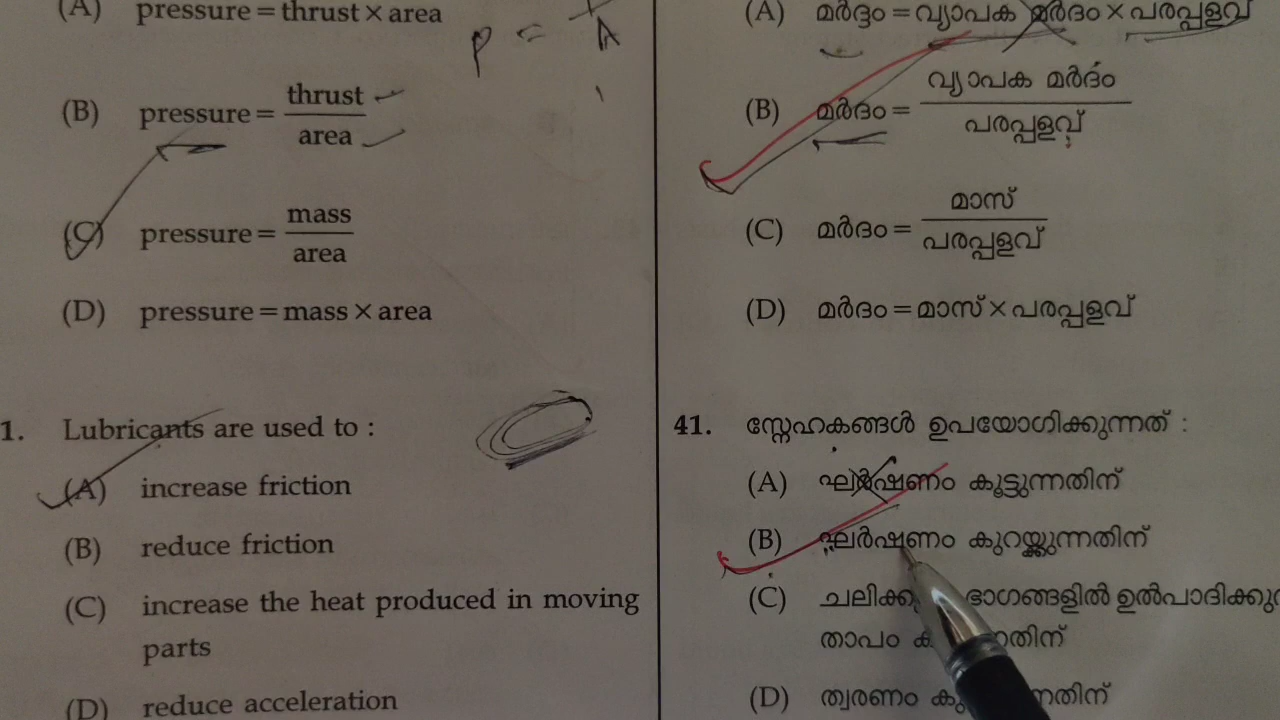 (A) pressure = thrust × area
P = A
(B) pressure = thrust
area
(C) pressure = mass
area
(D) pressure = mass × area
1. Lubricants are used to :
(A) increase friction
(B) reduce friction
(C) increase the heat produced in moving
parts
(D) reduce acceleration
(A) മർദ്ദം = വ്യാപക മർദം × പരപ്പളവ്
(B) മർദം = വ്യാപക മർദം
പരപ്പളവ്
(C) മർദം = മാസ്
പരപ്പളവ്
(D) മർദം = മാസ് × പരപ്പളവ്
41. സ്നേഹകങ്ങൾ ഉപയോഗിക്കുന്നത് :
(A) ഘർഷണം കൂട്ടുന്നതിന്
(B) ഘർഷണം കുറയ്ക്കുന്നതിന്
(C) ഭാഗങ്ങളിൽ
താപം
(D) ത്വരണം